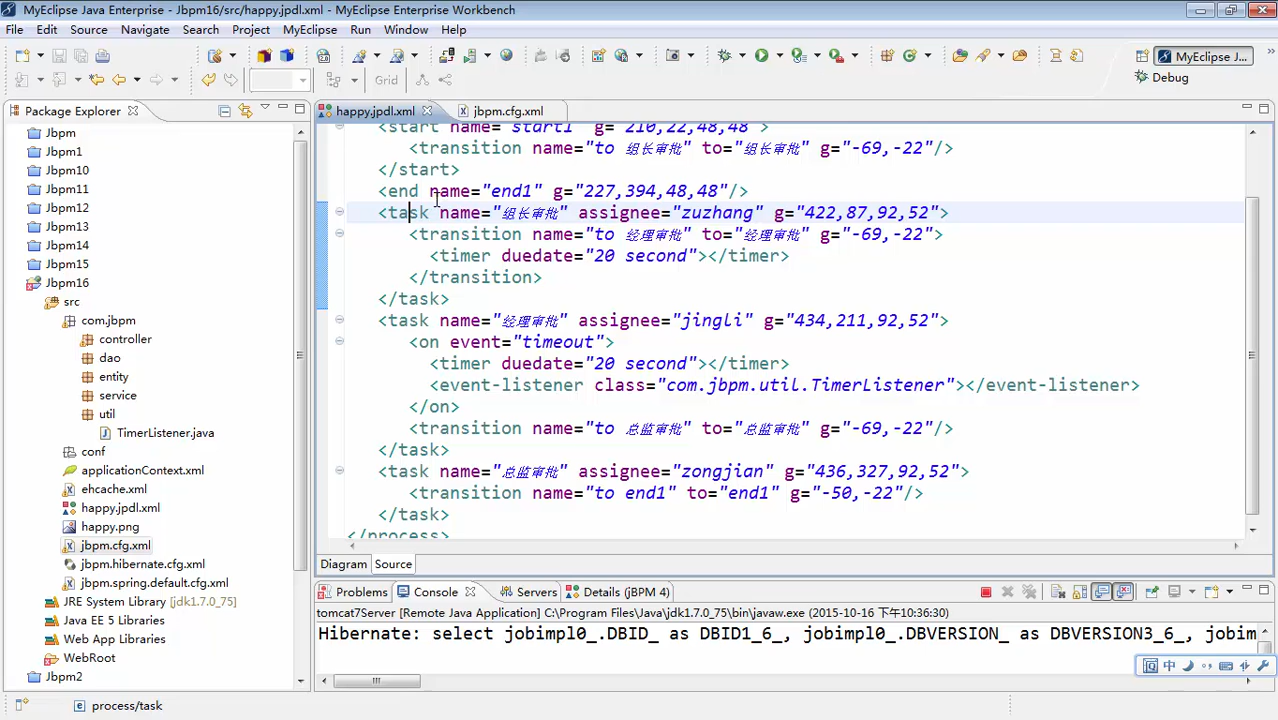 MyEclipse Java Enterprise - Jbpm16/src/happy.jpdl.xml - MyEclipse Enterprise Workbench
File Edit Source Navigate Search Project MyEclipse Run Window Help
MyEclipse J...
Grid
Debug
Package Explorer
happy.jpdl.xml
jbpm.cfg.xml
Jbpm
Jbpm1
Jbpm10
Jbpm11
Jbpm12
Jbpm13
Jbpm14
Jbpm15
Jbpm16
src
com.jbpm
controller
dao
entity
service
util
TimerListener.java
conf
applicationContext.xml
ehcache.xml
happy.jpdl.xml
happy.png
jbpm.cfg.xml
jbpm.hibernate.cfg.xml
jbpm.spring.default.cfg.xml
JRE System Library [jdk1.7.0_75]
Java EE 5 Libraries
Web App Libraries
WebRoot
Jbpm2
<start name="start1" g="210,22,48,48">
<transition name="to 组长审批" to="组长审批" g="-69,-22"/>
</start>
<end name="end1" g="227,394,48,48"/>
<task name="组长审批" assignee="zuzhang" g="422,87,92,52">
<transition name="to 经理审批" to="经理审批" g="-69,-22">
<timer duedate="20 second"></timer>
</transition>
</task>
<task name="经理审批" assignee="jingli" g="434,211,92,52">
<on event="timeout">
<timer duedate="20 second"></timer>
<event-listener class="com.jbpm.util.TimerListener"></event-listener>
</on>
<transition name="to 总监审批" to="总监审批" g="-69,-22"/>
</task>
<task name="总监审批" assignee="zongjian" g="436,327,92,52">
<transition name="to end1" to="end1" g="-50,-22"/>
</task>
</process>
Diagram Source
Problems Console Servers Details (jBPM 4)
tomcat7Server [Remote Java Application] C:\Program Files\Java\jdk1.7.0_75\bin\javaw.exe (2015-10-16 下午10:36:30)
Hibernate: select jobimpl0_.DBID_ as DBID1_6_, jobimpl0_.DBVERSION_ as DBVERSION3_6_, jobim
中
process/task